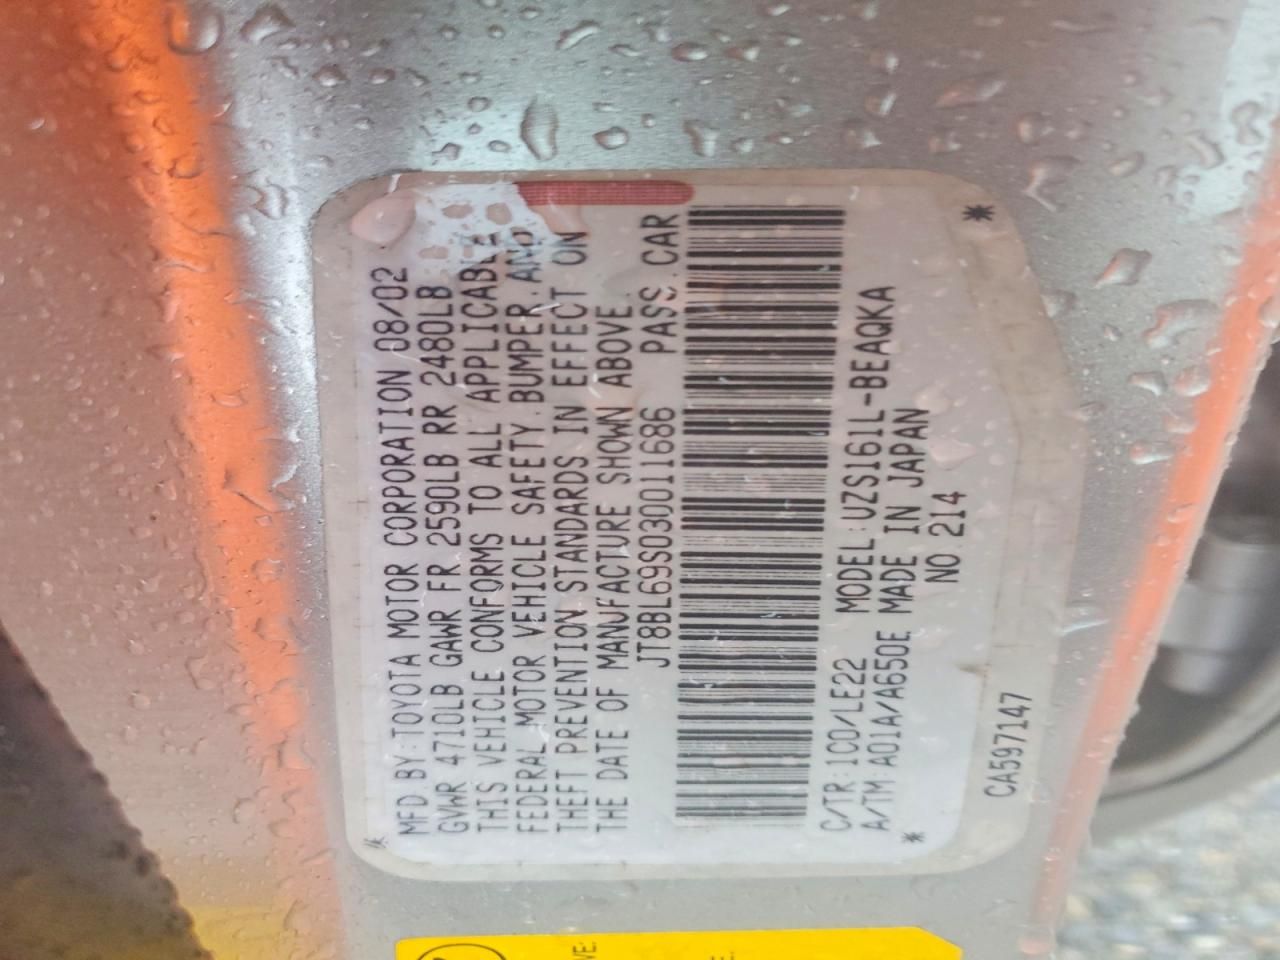 MFD.BY:TOYOTA MOTOR CORPORATION 08/02
GVWR 4710LB GAWR FR.2590LB RR 2480LB
THIS VEHICLE CONFORMS TO ALL APPLICABLE
FEDERAL MOTOR VEHICLE SAFETY.BUMPER.AND
THEFT PREVENTION STANDARDS IN EFFECT ON
THE DATE OF MANUFACTURE SHOWN ABOVE.
JT8BL69S030011686 PASS.CAR
C/TR:1C0/LE22 MODEL:UZS161L-BEAQKA
A/TM:A01A/A650E MADE IN JAPAN
NO.214
CA597147